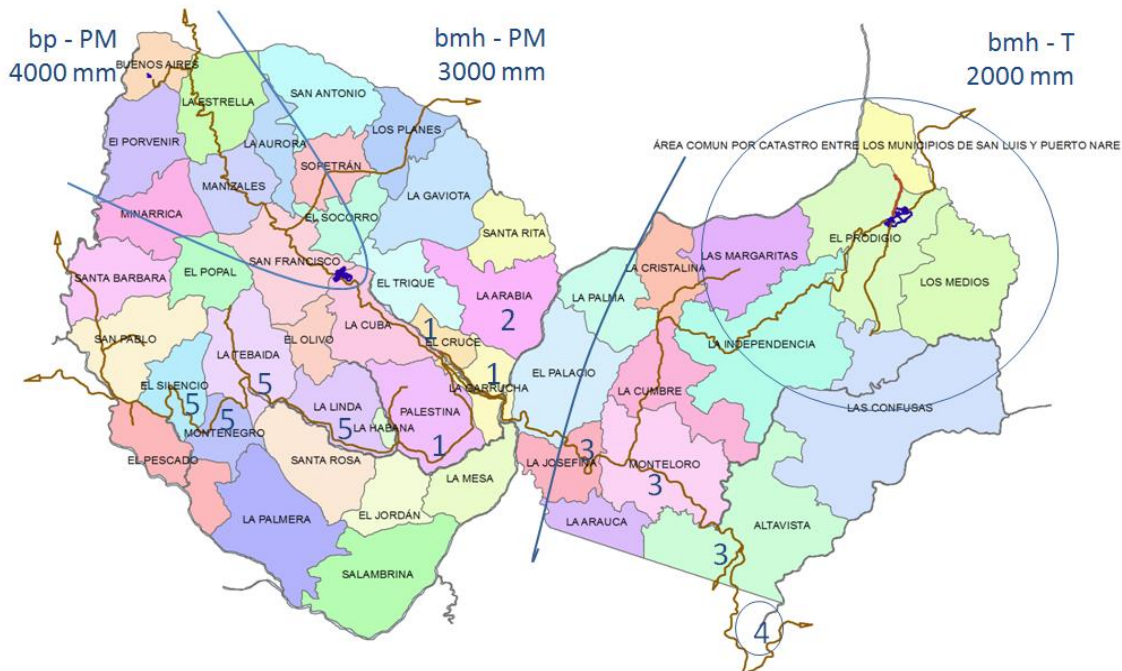 bp - PM
4000 mm
bmh - PM
3000 mm
bmh - T
2000 mm
BUENOS AIRES
LA ESTRELLA
SAN ANTONIO
LOS PLANES
El PORVENIR
LA AURORA
SOPETRÁN
ÁREA COMUN POR CATASTRO ENTRE LOS MUNICIPIOS DE SAN LUIS Y PUERTO NARE
MANIZALES
LA GAVIOTA
MINARRICA
EL SOCORRO
SANTA RITA
EL PRODIGIO
SANTA BARBARA
EL POPAL
SAN FRANCISCO
EL TRIQUE
LA ARABIA
2
LA PALMA
LA CRISTALINA
LAS MARGARITAS
LOS MEDIOS
SAN PABLO
LA TEBAIDA
5
EL OLIVO
LA CUBA
1
EL CRUCE
LA INDEPENDENCIA
EL SILENCIO
5
LA GARRUCHA
1
EL PALACIO
LA CUMBRE
LAS CONFUSAS
MONTENEGRO
5
LA LINDA
5
LA HABANA
PALESTINA
1
EL PESCADO
SANTA ROSA
LA MESA
LA JOSEFINA
3
MONTELORO
3
LA PALMERA
EL JORDÁN
LA ARAUCA
ALTAVISTA
3
SALAMBRINA
4